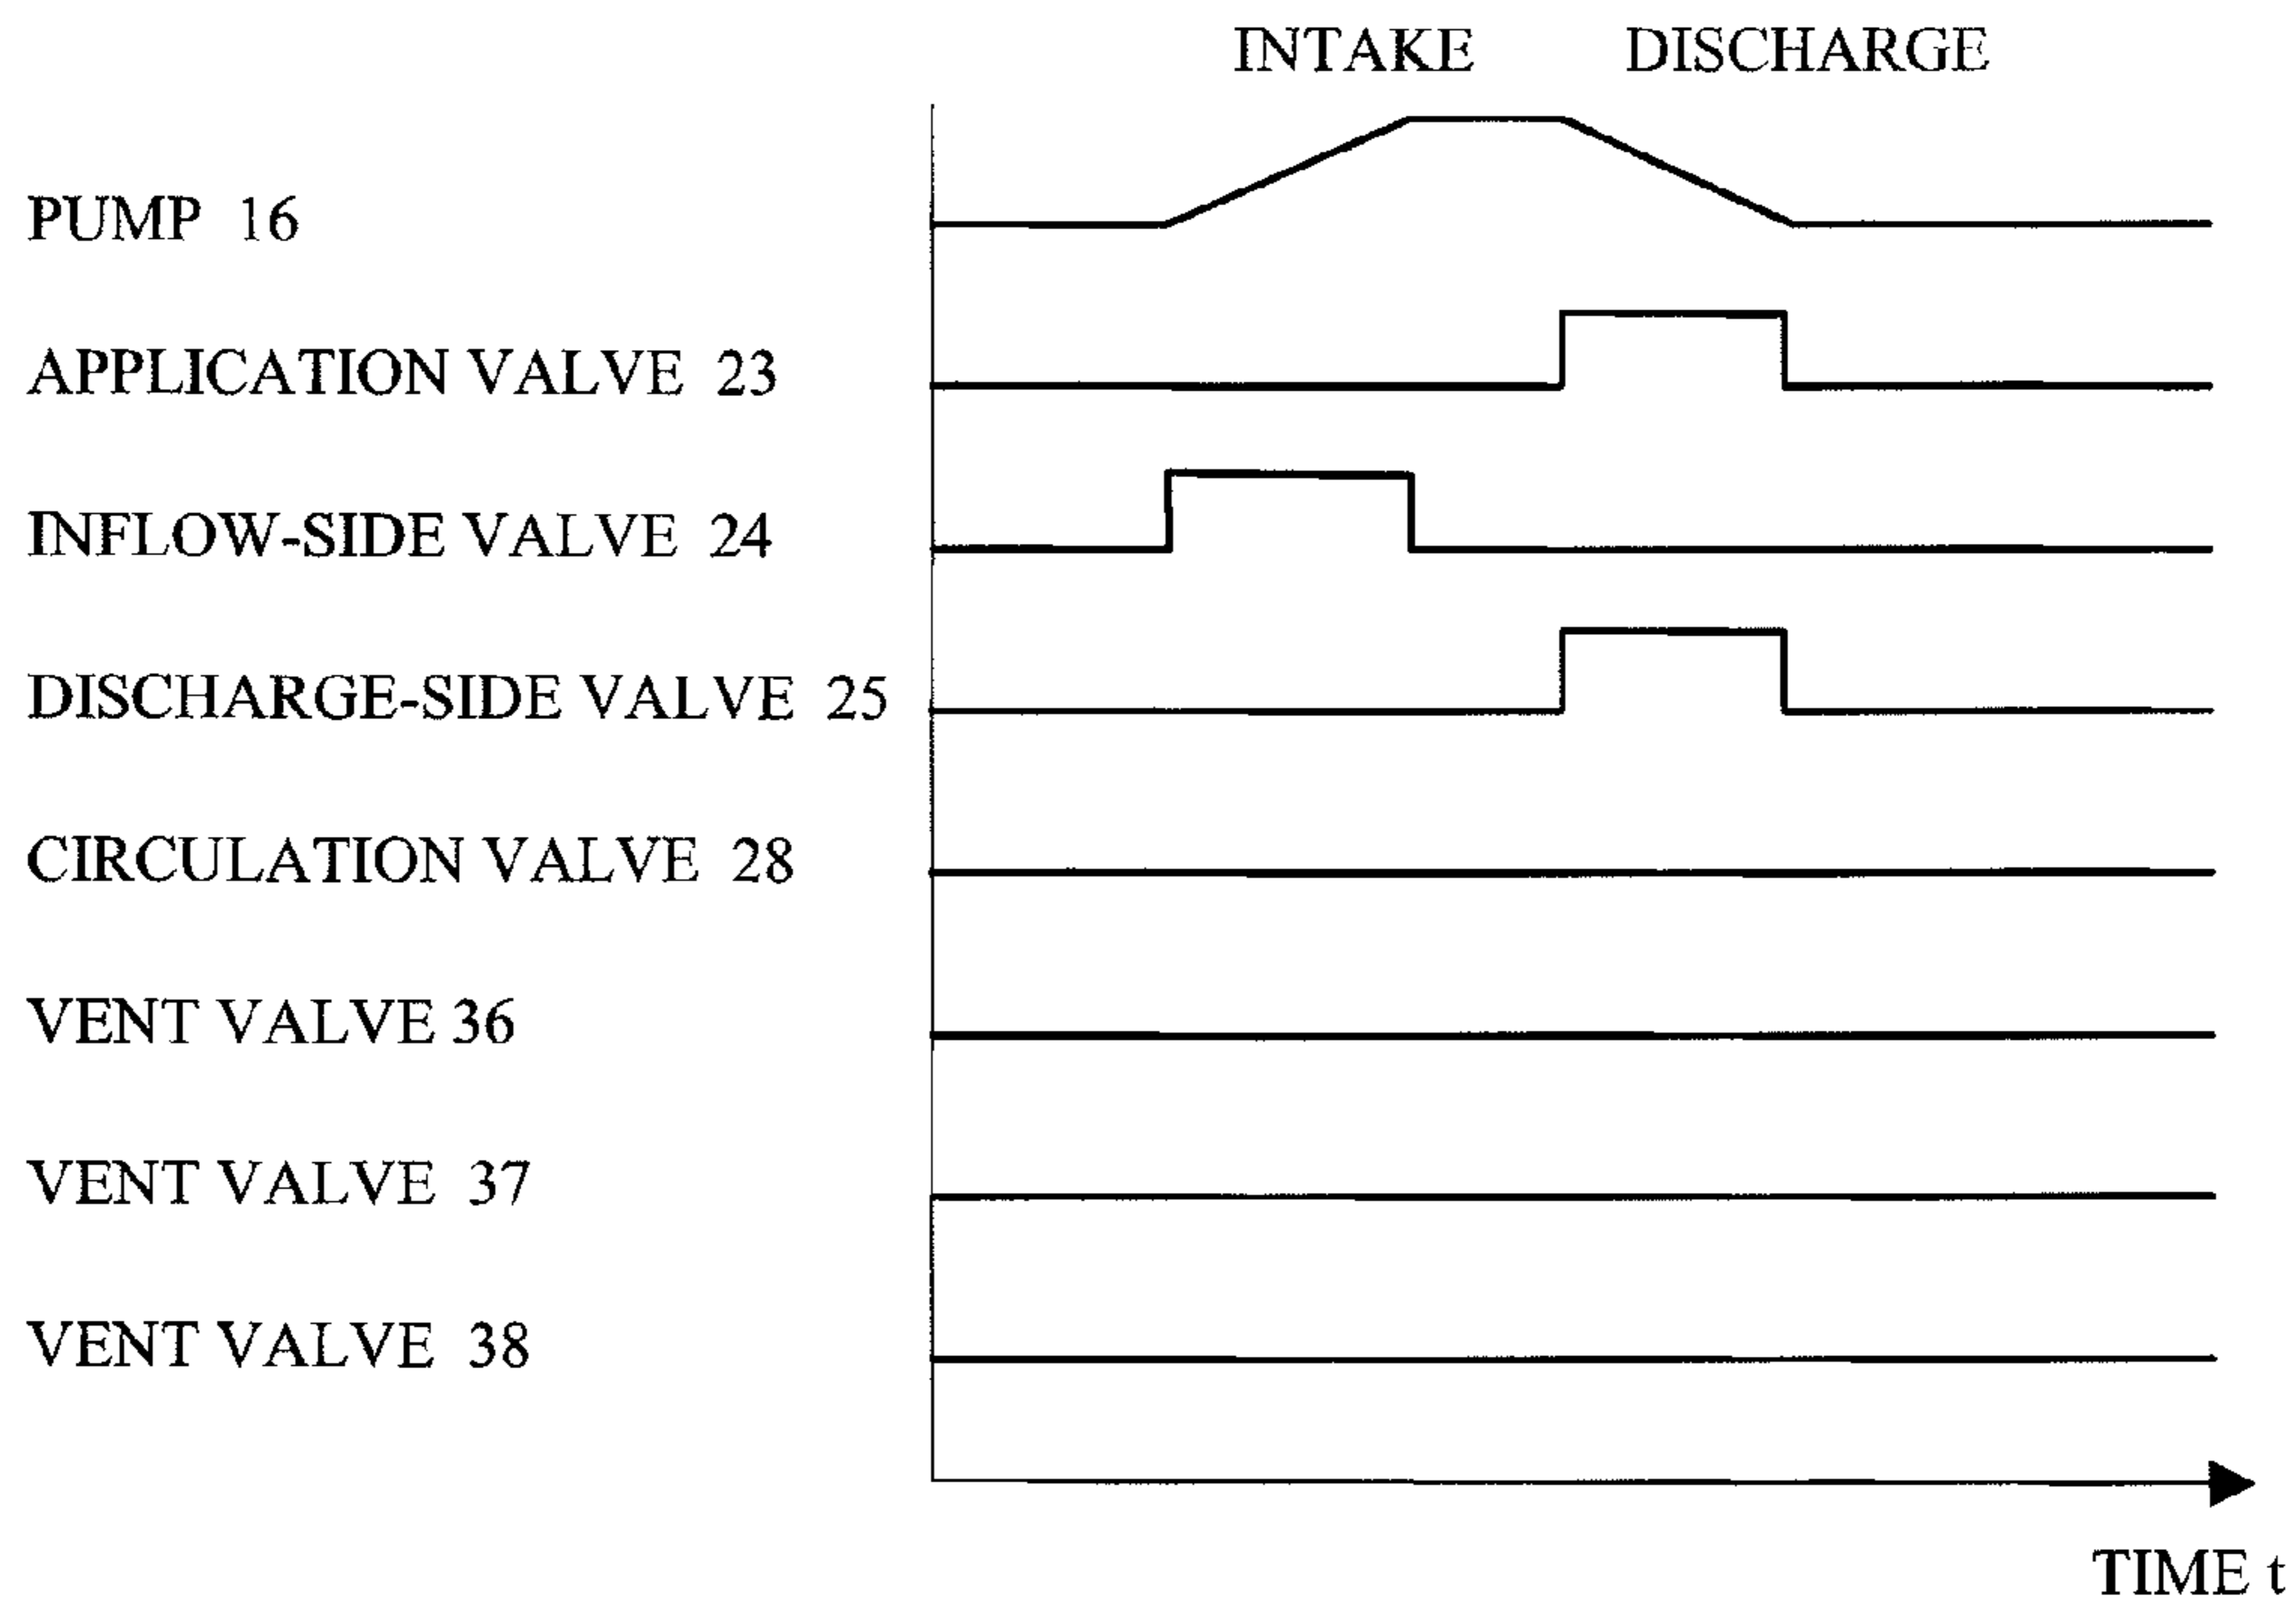 INTAKE DISCHARGE
PUMP 16
APPLICATION VALVE 23
INFLOW-SIDE VALVE 24
DISCHARGE-SIDE VALVE 25
CIRCULATION VALVE 28
VENT VALVE 36
VENT VALVE 37
VENT VALVE 38
TIME t